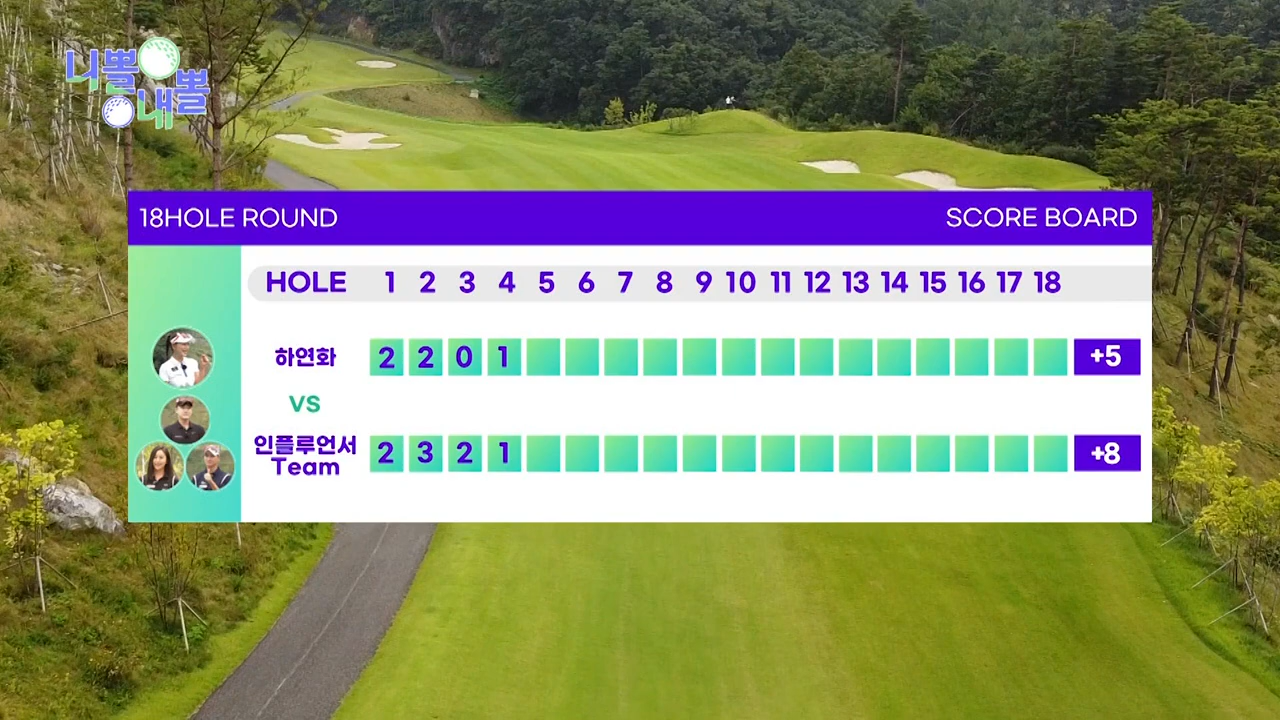 니뽈
내뽈
18HOLE ROUND SCORE BOARD
HOLE 1 2 3 4 5 6 7 8 9 10 11 12 13 14 15 16 17 18
하연화 2 2 0 1 +5
VS
인플루언서
Team 2 3 2 1 +8